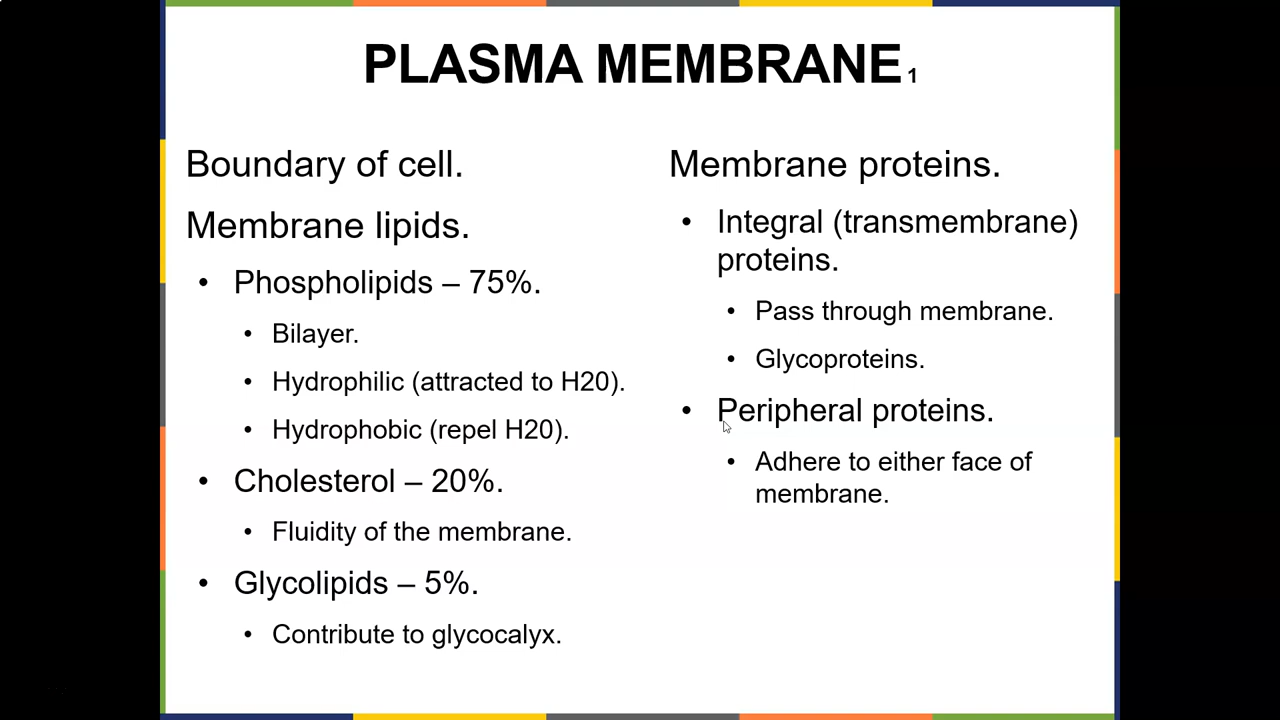 PLASMA MEMBRANE 1
Boundary of cell.
Membrane lipids.
• Phospholipids – 75%.
• Bilayer.
• Hydrophilic (attracted to H20).
• Hydrophobic (repel H20).
• Cholesterol – 20%.
• Fluidity of the membrane.
• Glycolipids – 5%.
• Contribute to glycocalyx.
Membrane proteins.
• Integral (transmembrane)
proteins.
• Pass through membrane.
• Glycoproteins.
• Peripheral proteins.
• Adhere to either face of
membrane.